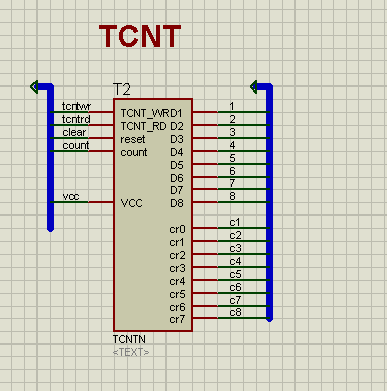 TCNT
T2
tcntwr TCNT_WR D1 1
tcntrd TCNT_RD D2 2
clear reset D3 3
count count D4 4
D5 5
D6 6
D7 7
vcc VCC D8 8
cr0 c1
cr1 c2
cr2 c3
cr3 c4
cr4 c5
cr5 c6
cr6 c7
cr7 c8
TCNTN
<TEXT>